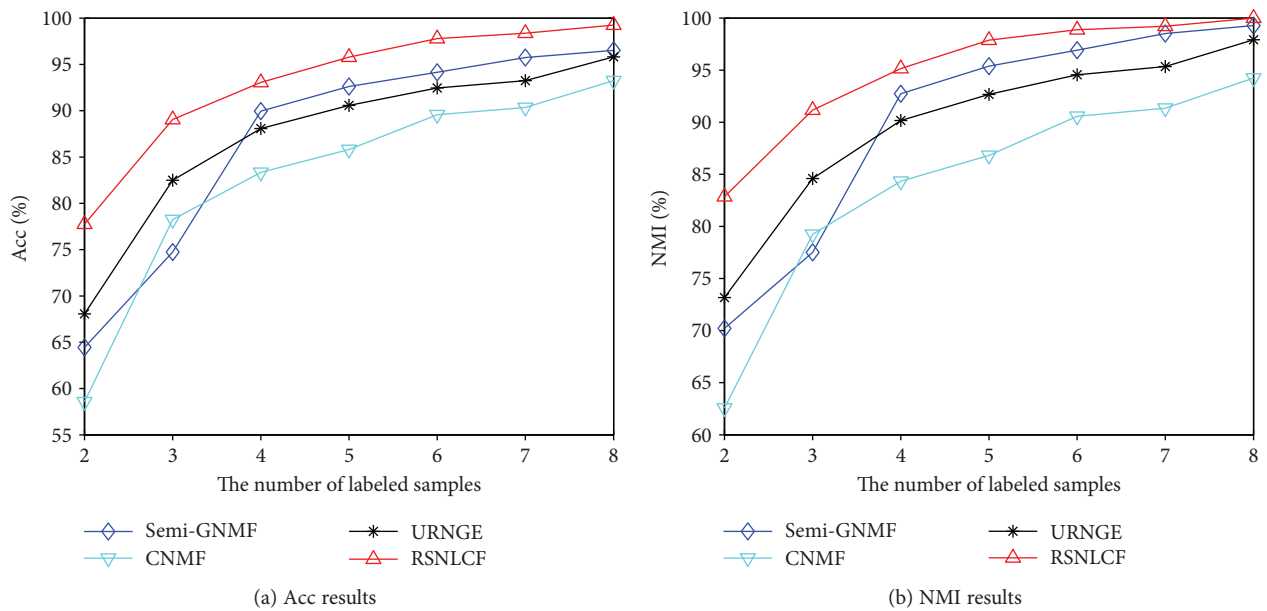 100
95
90
85
80
75
70
65
60
55
Acc (%)
2 3 4 5 6 7 8
The number of labeled samples
Semi-GNMF
URNGE
CNMF
RSNLCF
(a) Acc results
100
95
90
85
80
75
70
65
60
NMI (%)
2 3 4 5 6 7 8
The number of labeled samples
Semi-GNMF
URNGE
CNMF
RSNLCF
(b) NMI results